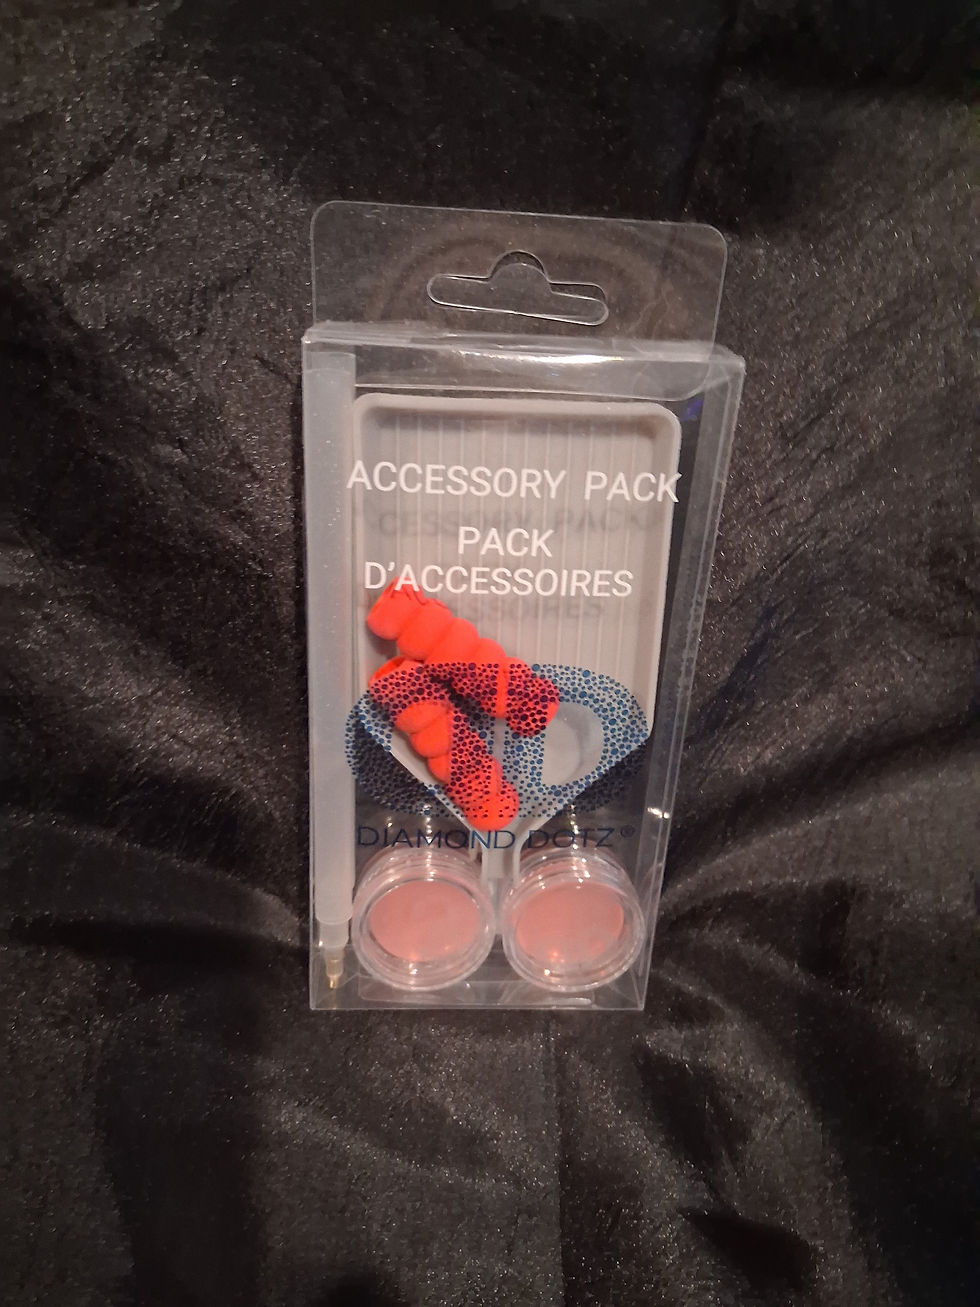 ACCESSORY PACK
PACK
D'ACCESSOIRES
DIAMOND DOTZ®